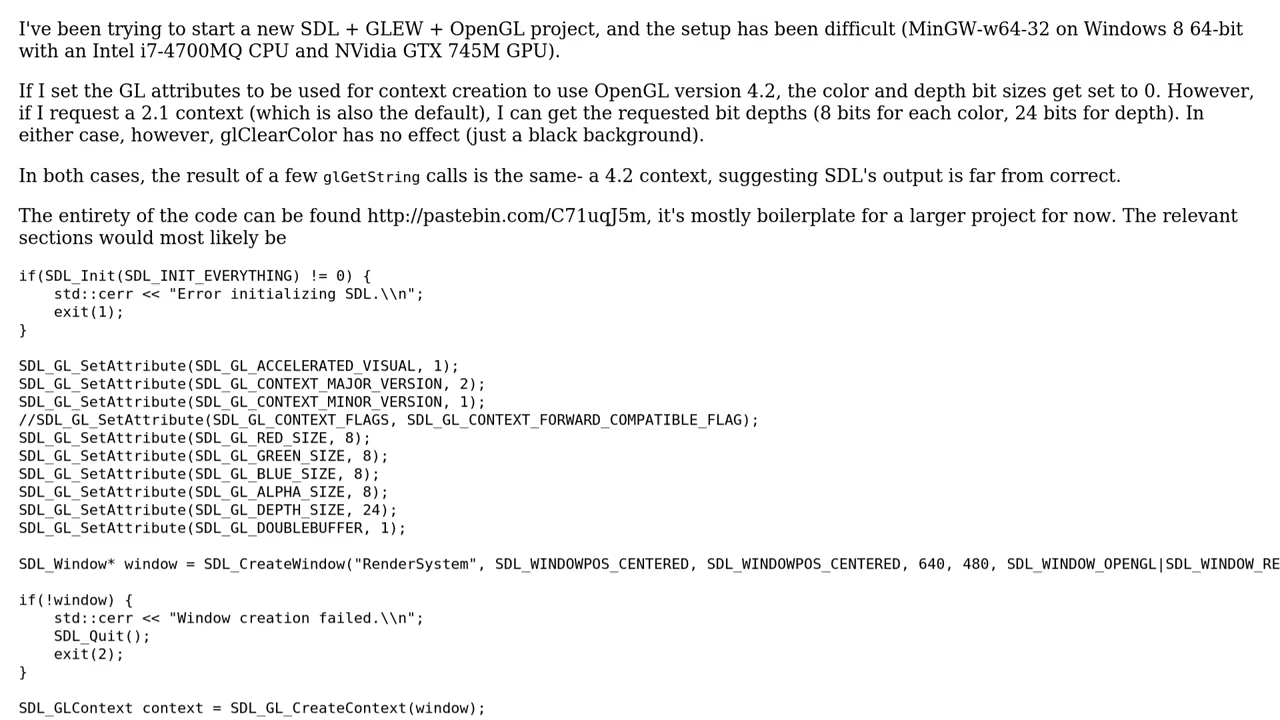 I've been trying to start a new SDL + GLEW + OpenGL project, and the setup has been difficult (MinGW-w64-32 on Windows 8 64-bit
with an Intel i7-4700MQ CPU and NVidia GTX 745M GPU).
If I set the GL attributes to be used for context creation to use OpenGL version 4.2, the color and depth bit sizes get set to 0. However,
if I request a 2.1 context (which is also the default), I can get the requested bit depths (8 bits for each color, 24 bits for depth). In
either case, however, glClearColor has no effect (just a black background).
In both cases, the result of a few glGetString calls is the same- a 4.2 context, suggesting SDL's output is far from correct.
The entirety of the code can be found http://pastebin.com/C71uqJ5m, it's mostly boilerplate for a larger project for now. The relevant
sections would most likely be
if(SDL_Init(SDL_INIT_EVERYTHING) != 0) {
    std::cerr << "Error initializing SDL.\\n";
    exit(1);
}
SDL_GL_SetAttribute(SDL_GL_ACCELERATED_VISUAL, 1);
SDL_GL_SetAttribute(SDL_GL_CONTEXT_MAJOR_VERSION, 2);
SDL_GL_SetAttribute(SDL_GL_CONTEXT_MINOR_VERSION, 1);
//SDL_GL_SetAttribute(SDL_GL_CONTEXT_FLAGS, SDL_GL_CONTEXT_FORWARD_COMPATIBLE_FLAG);
SDL_GL_SetAttribute(SDL_GL_RED_SIZE, 8);
SDL_GL_SetAttribute(SDL_GL_GREEN_SIZE, 8);
SDL_GL_SetAttribute(SDL_GL_BLUE_SIZE, 8);
SDL_GL_SetAttribute(SDL_GL_ALPHA_SIZE, 8);
SDL_GL_SetAttribute(SDL_GL_DEPTH_SIZE, 24);
SDL_GL_SetAttribute(SDL_GL_DOUBLEBUFFER, 1);
SDL_Window* window = SDL_CreateWindow("RenderSystem", SDL_WINDOWPOS_CENTERED, SDL_WINDOWPOS_CENTERED, 640, 480, SDL_WINDOW_OPENGL|SDL_WINDOW_RE
if(!window) {
    std::cerr << "Window creation failed.\\n";
    SDL_Quit();
    exit(2);
}
SDL_GLContext context = SDL_GL_CreateContext(window);